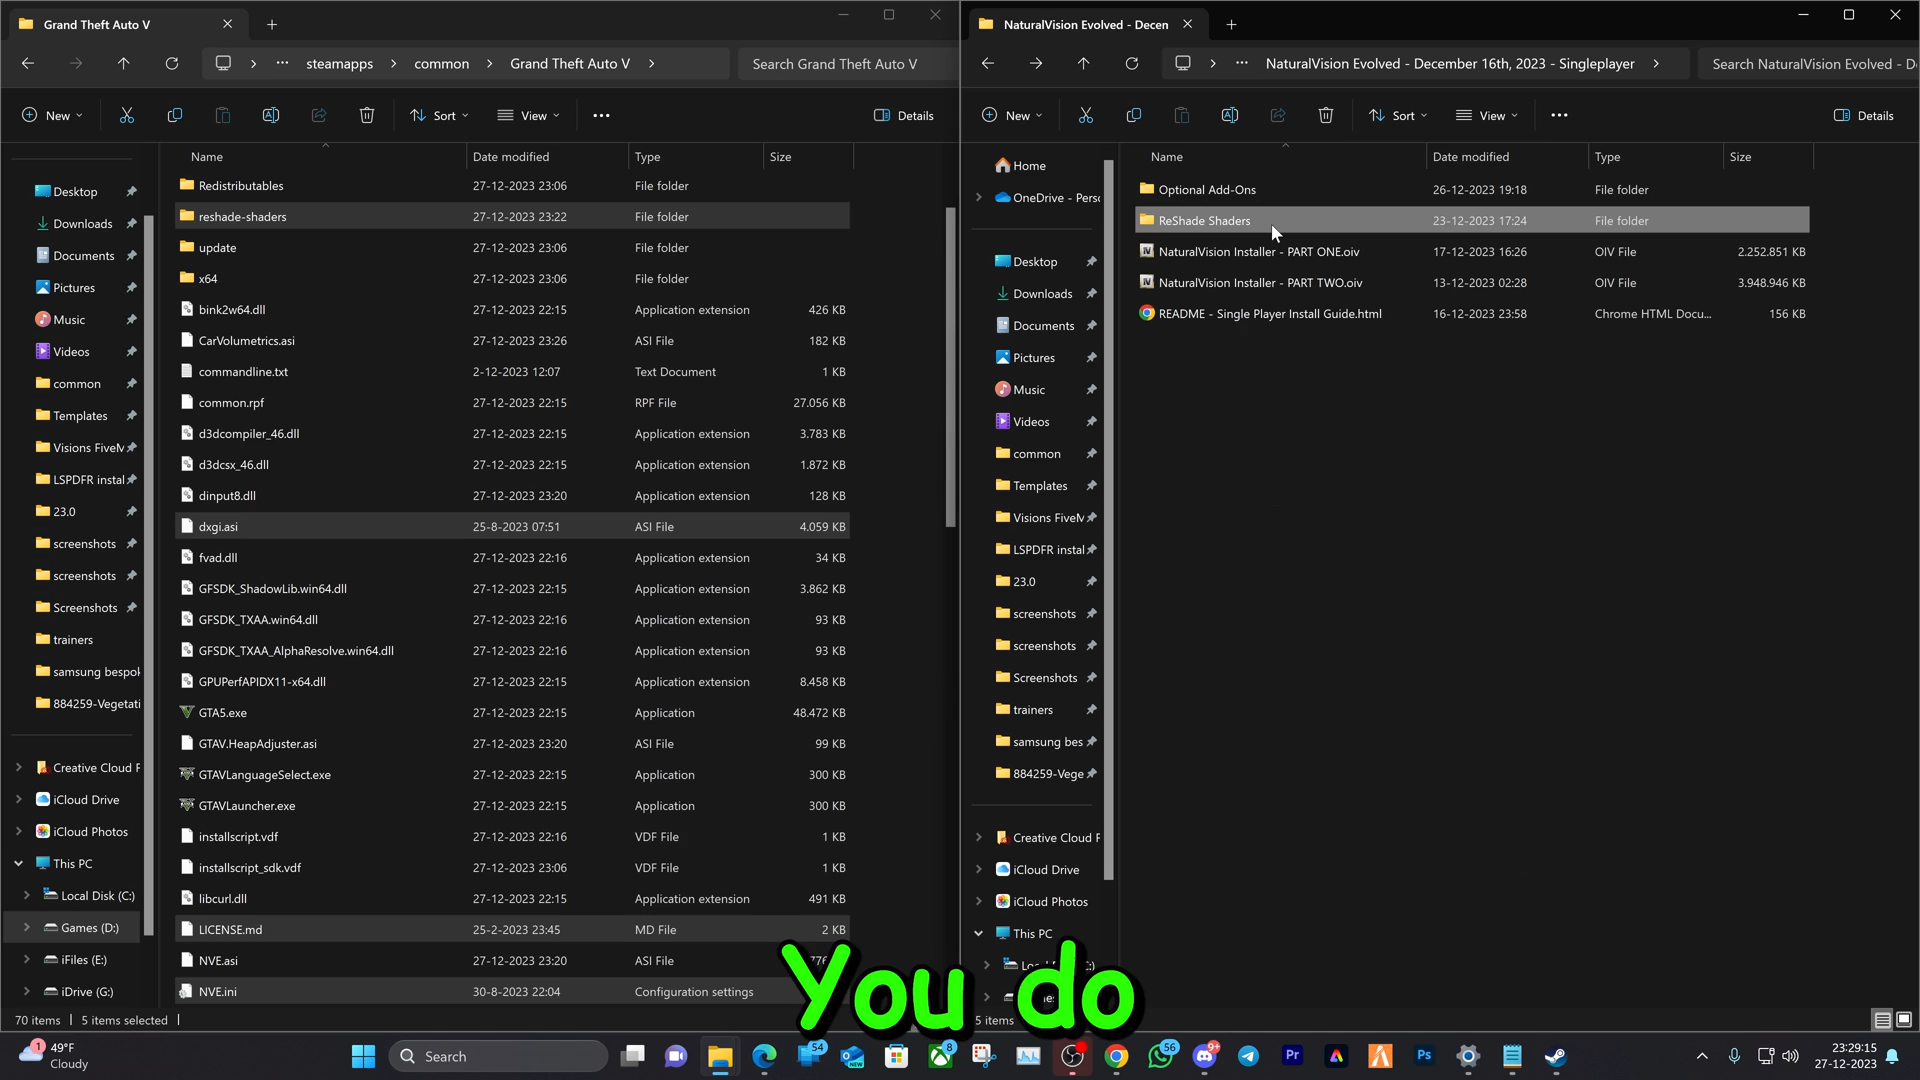 Grand Theft Auto V
steamapps
common
Grand Theft Auto V
Search Grand Theft Auto V
New
Sort
View
Details
Desktop
Downloads
Documents
Pictures
Music
Videos
common
Templates
Visions FiveM
LSPDFR instal
23.0
screenshots
screenshots
Screenshots
trainers
samsung bespok
884259-Vegetati
Creative Cloud F
iCloud Drive
iCloud Photos
This PC
Local Disk (C:)
Games (D:)
iFiles (E:)
iDrive (G:)
Name Date modified Type Size
Redistributables 27-12-2023 23:06 File folder
reshade-shaders 27-12-2023 23:22 File folder
update 27-12-2023 23:06 File folder
x64 27-12-2023 23:06 File folder
bink2w64.dll 27-12-2023 22:15 Application extension 426 KB
CarVolumetrics.asi 27-12-2023 23:26 ASI File 182 KB
commandline.txt 2-12-2023 12:07 Text Document 1 KB
common.rpf 27-12-2023 22:15 RPF File 27.056 KB
d3dcompiler_46.dll 27-12-2023 22:15 Application extension 3.783 KB
d3dcsx_46.dll 27-12-2023 22:15 Application extension 1.872 KB
dinput8.dll 27-12-2023 23:20 Application extension 128 KB
dxgi.asi 25-8-2023 07:51 ASI File 4.059 KB
fvad.dll 27-12-2023 22:16 Application extension 34 KB
GFSDK_ShadowLib.win64.dll 27-12-2023 22:15 Application extension 3.862 KB
GFSDK_TXAA.win64.dll 27-12-2023 22:16 Application extension 93 KB
GFSDK_TXAA_AlphaResolve.win64.dll 27-12-2023 22:16 Application extension 93 KB
GPUPerfAPIDX11-x64.dll 27-12-2023 22:15 Application extension 8.458 KB
GTA5.exe 27-12-2023 22:15 Application 48.472 KB
GTAV.HeapAdjuster.asi 27-12-2023 23:20 ASI File 99 KB
GTAVLanguageSelect.exe 27-12-2023 22:15 Application 300 KB
GTAVLauncher.exe 27-12-2023 22:15 Application 300 KB
installscript.vdf 27-12-2023 22:16 VDF File 1 KB
installscript_sdk.vdf 27-12-2023 23:06 VDF File 1 KB
libcurl.dll 27-12-2023 22:15 Application extension 491 KB
LICENSE.md 25-2-2023 23:45 MD File 2 KB
NVE.asi 27-12-2023 23:20 ASI File
NVE.ini 30-8-2023 22:04 Configuration settings
70 items 5 items selected
NaturalVision Evolved - Decen
NaturalVision Evolved - December 16th, 2023 - Singleplayer
Search NaturalVision Evolved - D
New
Sort
View
Details
Home
OneDrive - Perso
Desktop
Downloads
Documents
Pictures
Music
Videos
common
Templates
Visions FiveM
LSPDFR instal
23.0
screenshots
screenshots
Screenshots
trainers
samsung bes
884259-Vege
Creative Cloud F
iCloud Drive
iCloud Photos
This PC
Name Date modified Type Size
Optional Add-Ons 26-12-2023 19:18 File folder
ReShade Shaders 23-12-2023 17:24 File folder
NaturalVision Installer - PART ONE.oiv 17-12-2023 16:26 OIV File 2.252.851 KB
NaturalVision Installer - PART TWO.oiv 13-12-2023 02:28 OIV File 3.948.946 KB
README - Single Player Install Guide.html 16-12-2023 23:58 Chrome HTML Docu... 156 KB
5 items
You do
1
49°F
Cloudy
Search
54
NEW
8
56
9+
Pr
Ps
23:29:15
27-12-2023